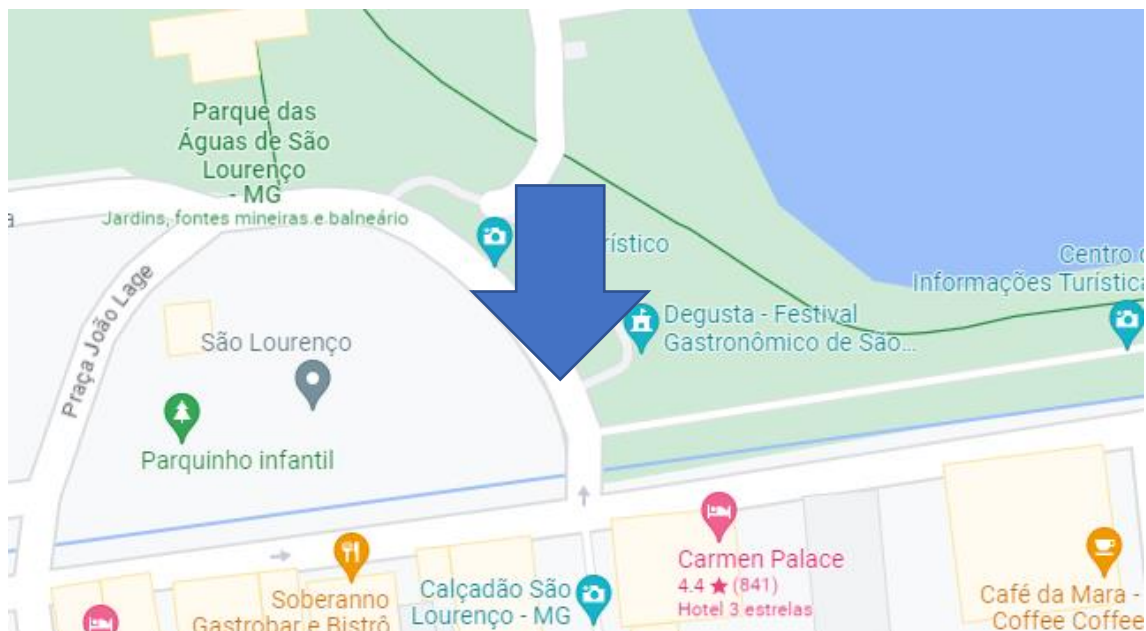 Parque das
Águas de São
Lourenço
- MG
Jardins, fontes mineiras e balneário
a
rístico
Centro
Informações Turística
Degusta - Festival
Gastronômico de São...
Praça João Lage
São Lourenço
Parquinho infantil
Carmen Palace
4.4 ★ (841)
Hotel 3 estrelas
Calçadão São
Lourenço - MG
Soberanno
Gastrobar e Bistrô
Café da Mara -
Coffee Coffee